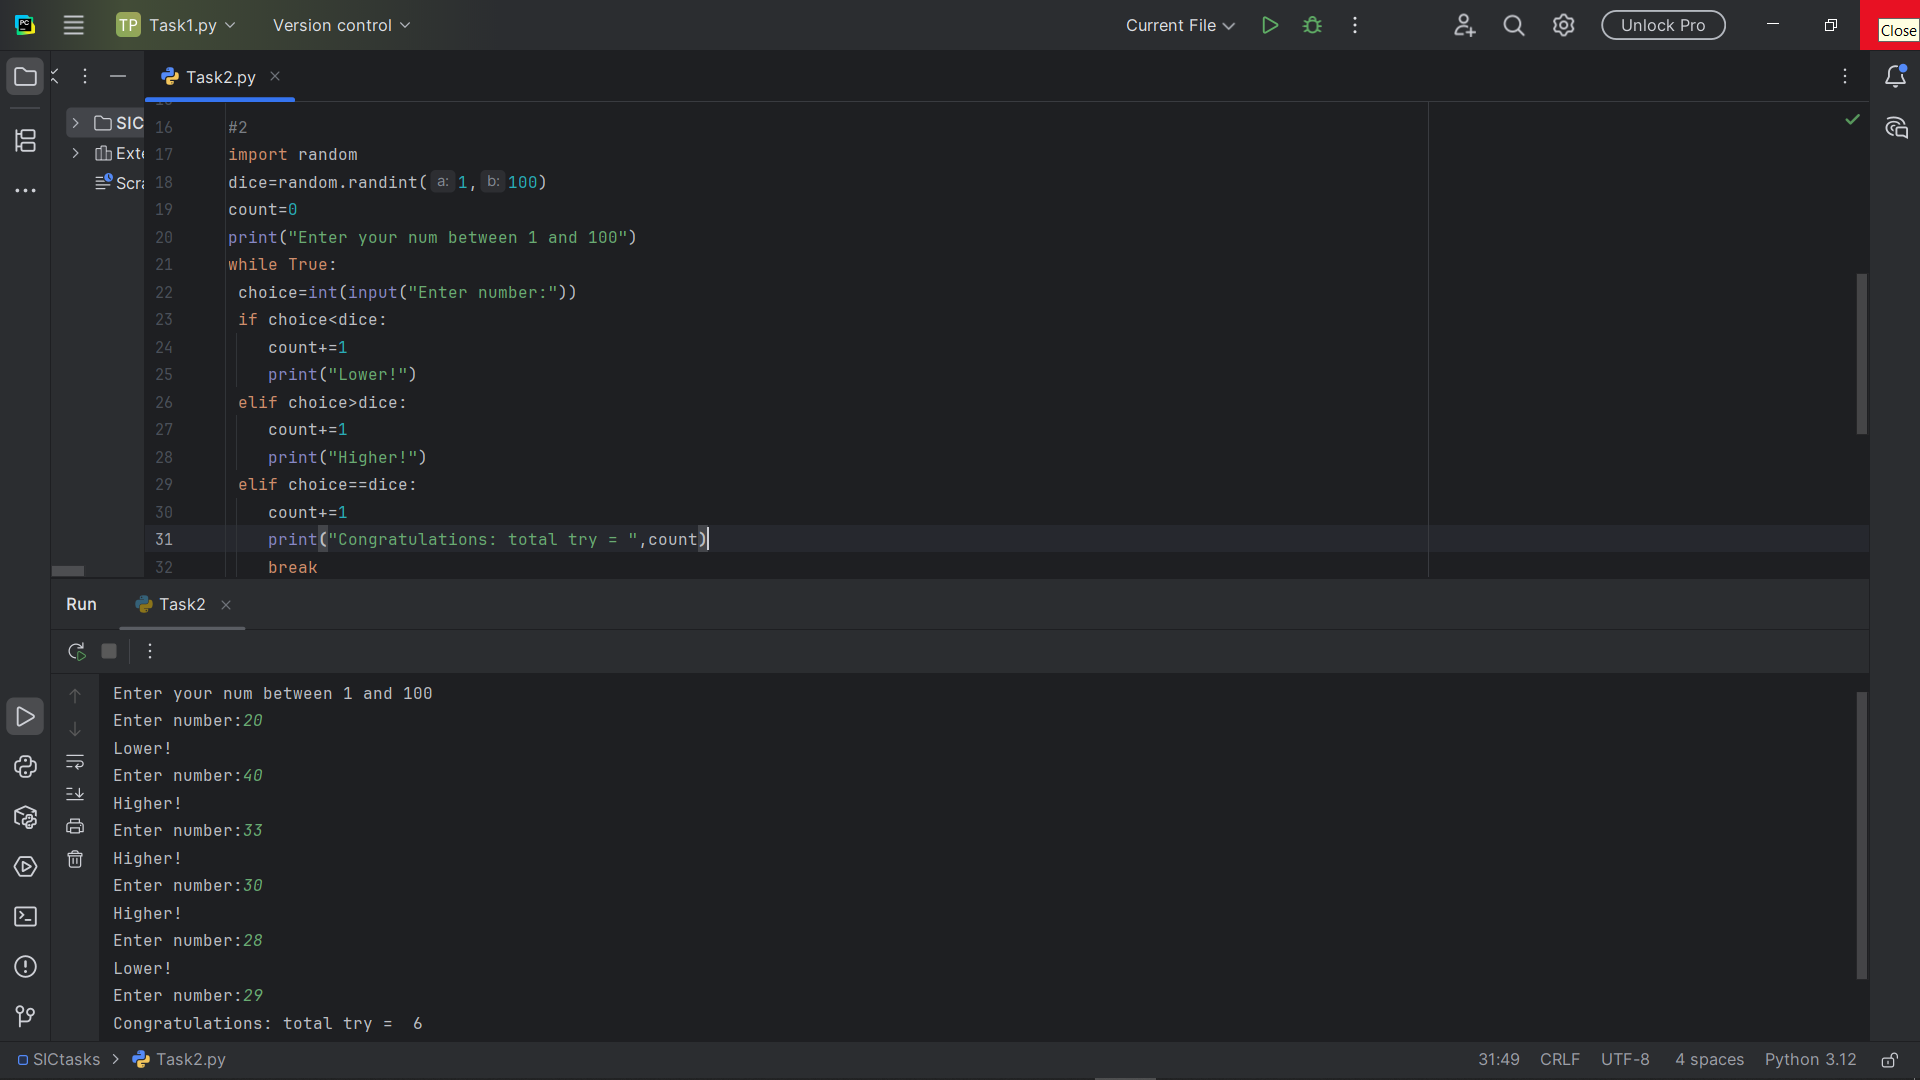 PC
TP Task1.py Version control Current File Unlock Pro Close
Task2.py
SIC
Exte
Scra
16 #2
17 import random
18 dice=random.randint( a: 1, b: 100)
19 count=0
20 print("Enter your num between 1 and 100")
21 while True:
22 choice=int(input("Enter number:"))
23 if choice<dice:
24 count+=1
25 print("Lower!")
26 elif choice>dice:
27 count+=1
28 print("Higher!")
29 elif choice==dice:
30 count+=1
31 print("Congratulations: total try = ",count)
32 break
Run Task2
Enter your num between 1 and 100
Enter number:20
Lower!
Enter number:40
Higher!
Enter number:33
Higher!
Enter number:30
Higher!
Enter number:28
Lower!
Enter number:29
Congratulations: total try =  6
SICtasks > Task2.py 31:49 CRLF UTF-8 4 spaces Python 3.12